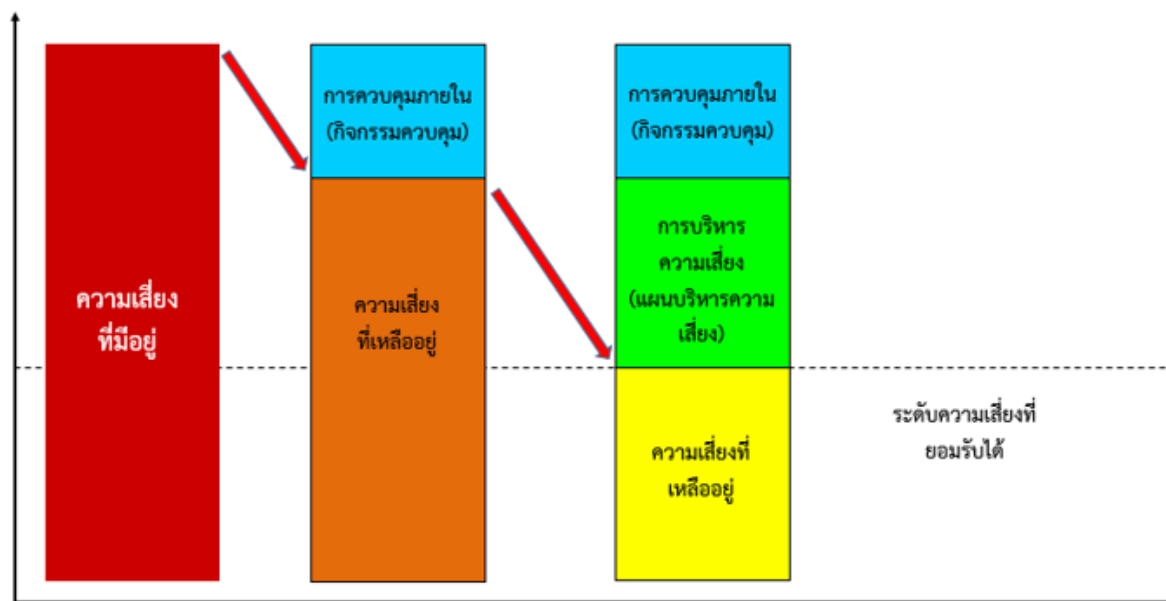 ความเสี่ยง
ที่มีอยู่
การควบคุมภายใน
(กิจกรรมควบคุม)
ความเสี่ยง
ที่เหลืออยู่
การควบคุมภายใน
(กิจกรรมควบคุม)
การบริหาร
ความเสี่ยง
(แผนบริหารความ
เสี่ยง)
ความเสี่ยงที่
เหลืออยู่
ระดับความเสี่ยงที่
ยอมรับได้